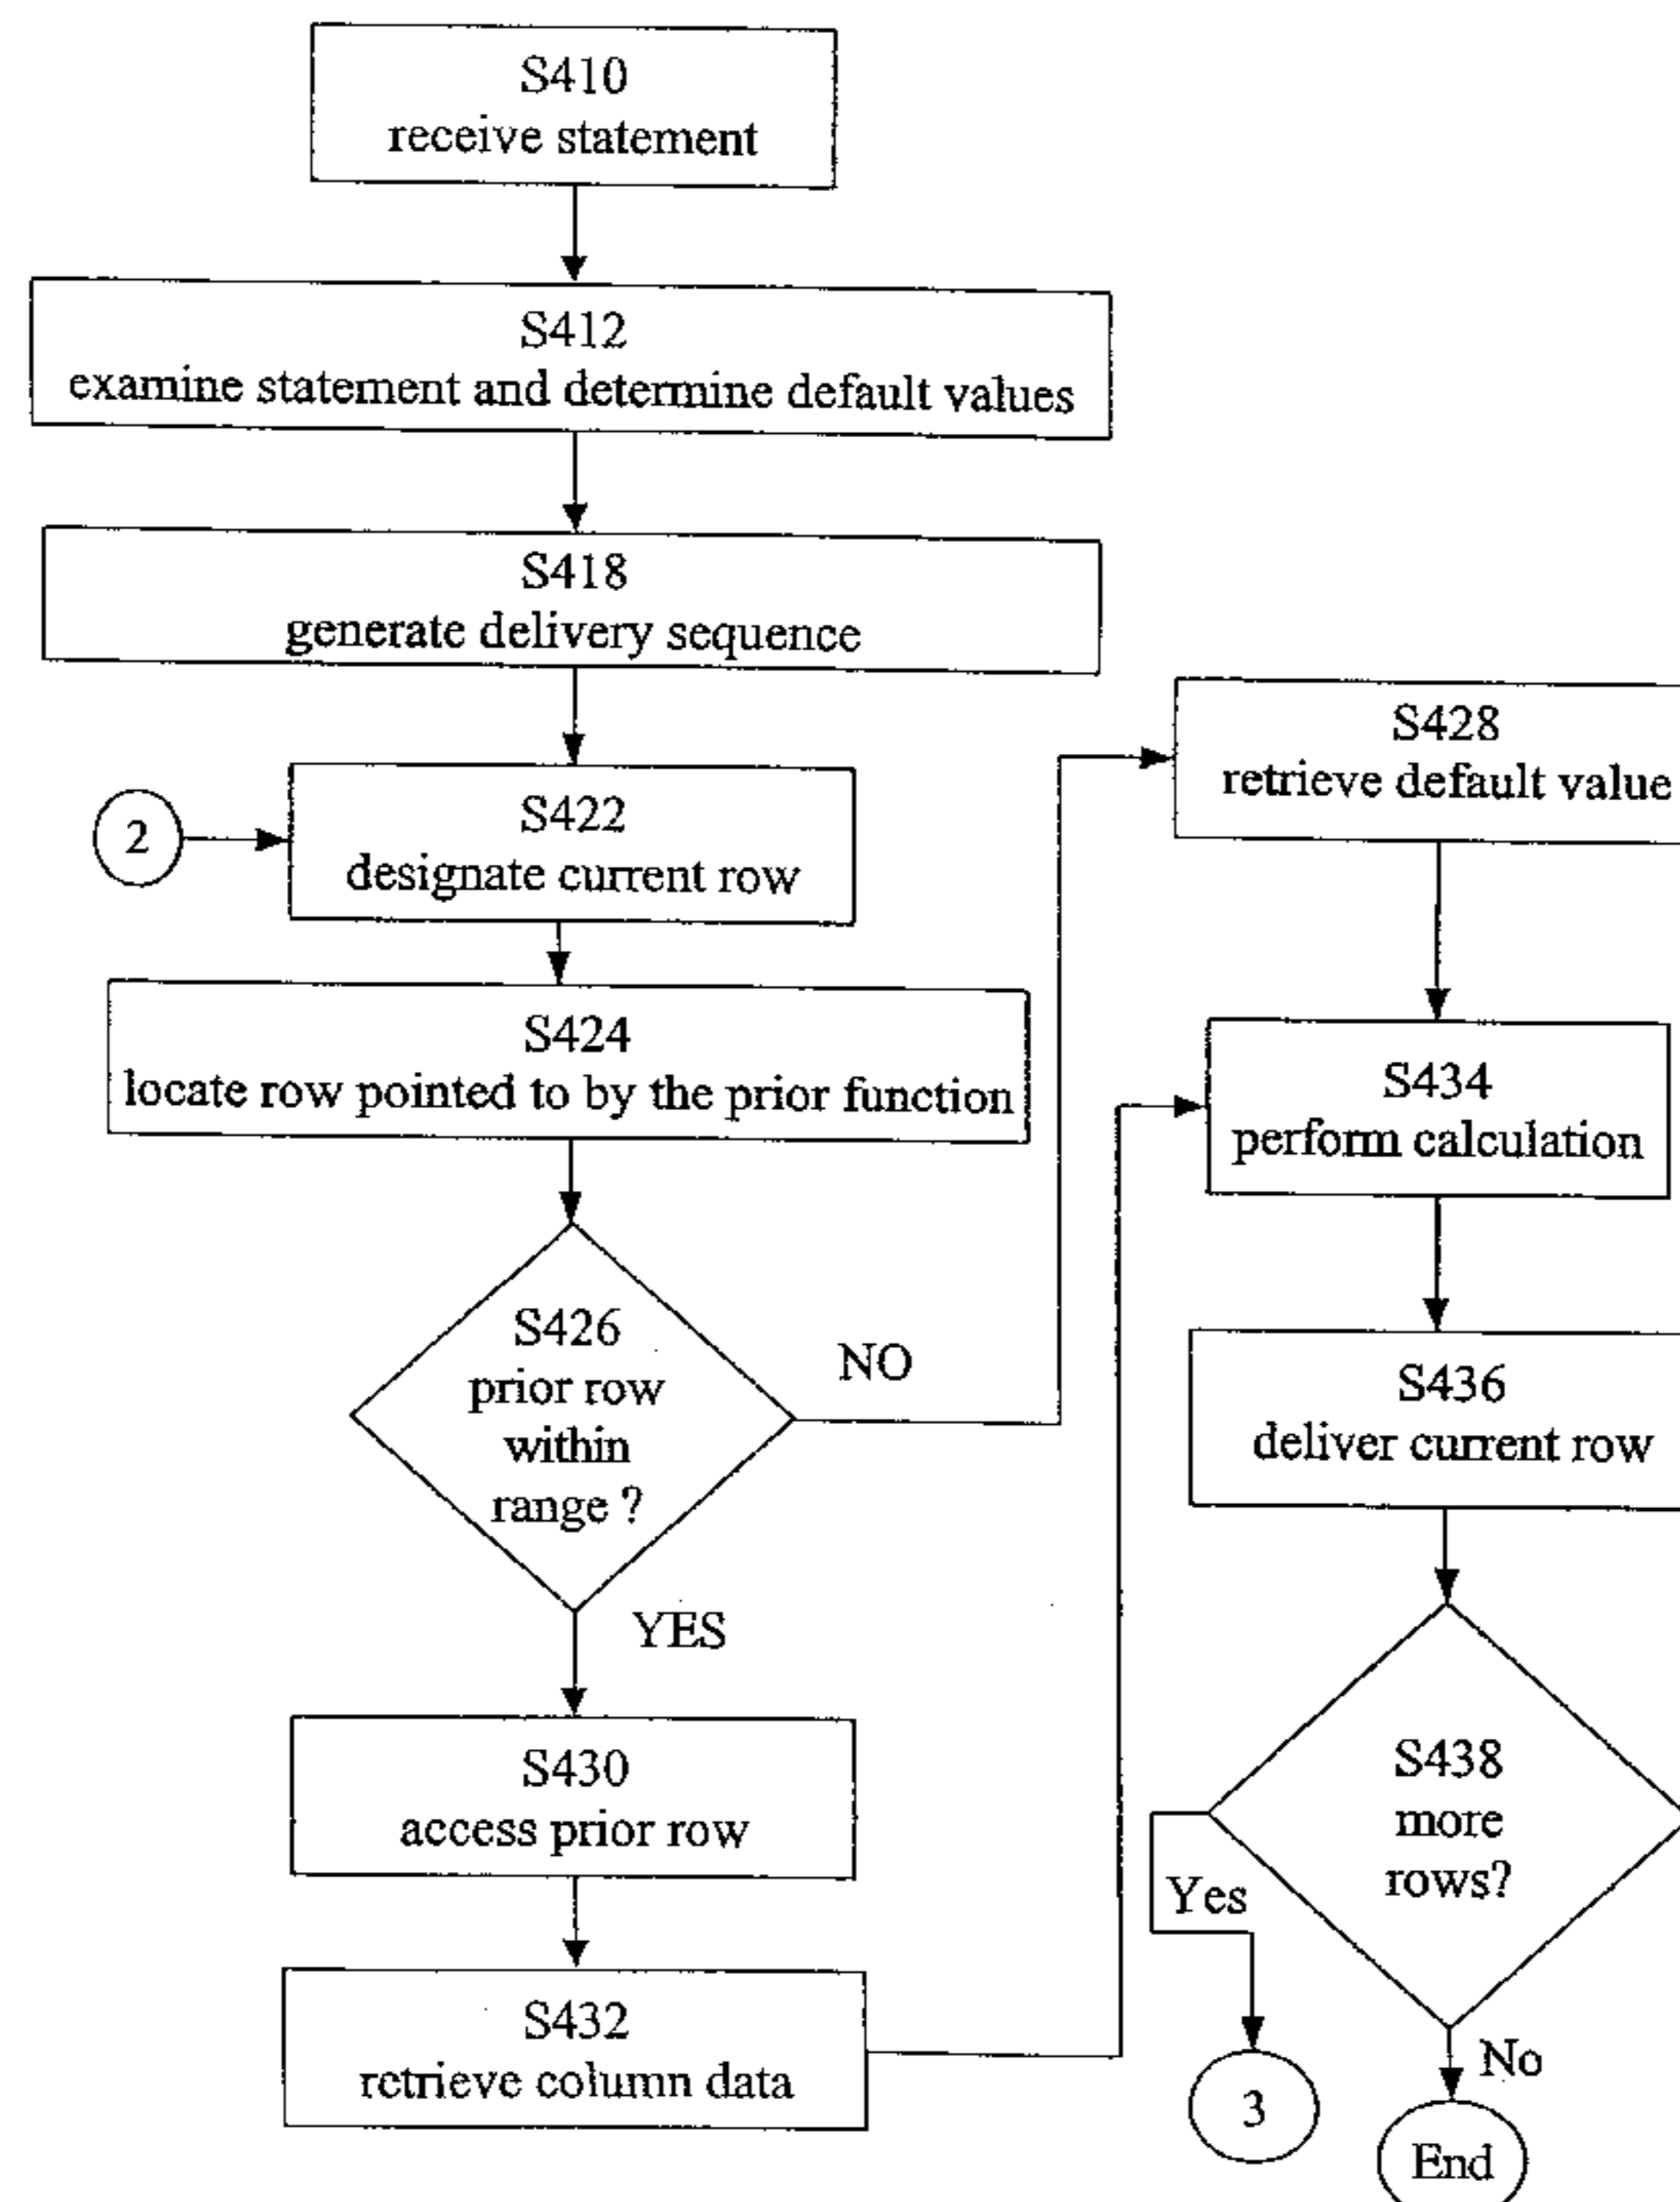 S410
receive statement
S412
examine statement and determine default values
S418
generate delivery sequence
2
S422
designate current row
S424
locate row pointed to by the prior function
S426
prior row
within
range ?
NO
YES
S430
access prior row
S432
retrieve column data
S428
retrieve default value
S434
perform calculation
S436
deliver current row
S438
more
rows?
Yes
No
3
End